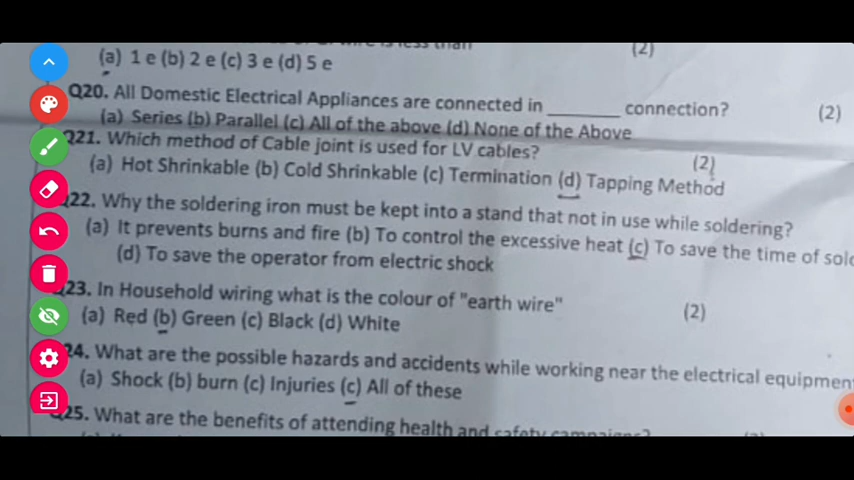 (2)
(a) 1 e (b) 2 e (c) 3 e (d) 5 e
Q20. All Domestic Electrical Appliances are connected in _______ connection? (2)
(a) Series (b) Parallel (c) All of the above (d) None of the Above
Q21. Which method of Cable joint is used for LV cables? (2)
(a) Hot Shrinkable (b) Cold Shrinkable (c) Termination (d) Tapping Method
22. Why the soldering iron must be kept into a stand that not in use while soldering?
(a) It prevents burns and fire (b) To control the excessive heat (c) To save the time of
(d) To save the operator from electric shock
23. In Household wiring what is the colour of "earth wire" (2)
(a) Red (b) Green (c) Black (d) White
24. What are the possible hazards and accidents while working near the electrical
(a) Shock (b) burn (c) Injuries (c) All of these
Q25. What are the benefits of attending health and safety campaigns?